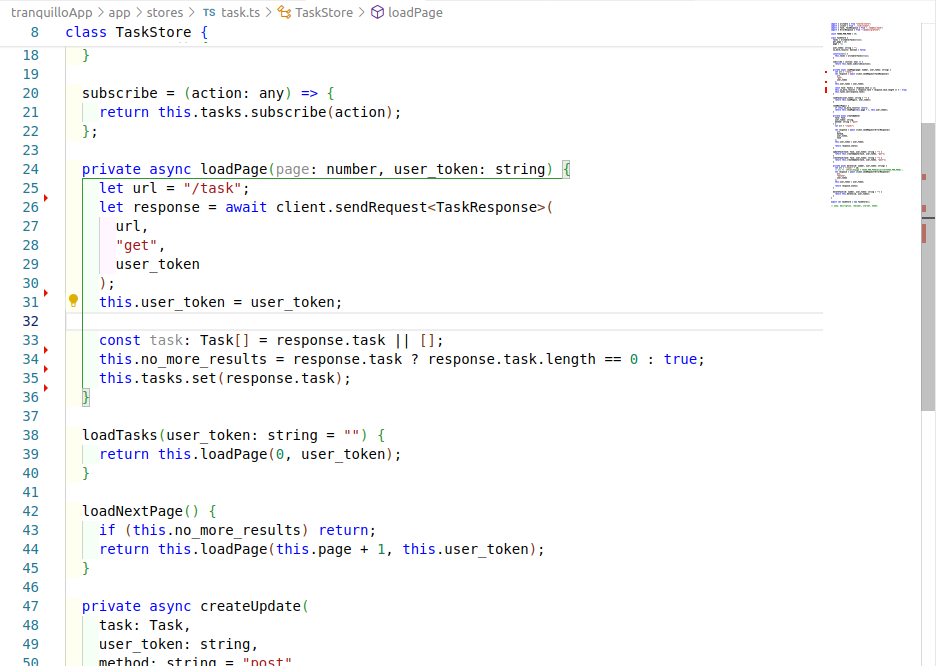 tranquilloApp > app > stores > TS task.ts > TaskStore > loadPage
8 class TaskStore {
18 }
19
20 subscribe = (action: any) => {
21 return this.tasks.subscribe(action);
22 };
23
24 private async loadPage(page: number, user_token: string) {
25 let url = "/task";
26 let response = await client.sendRequest<TaskResponse>(
27 url,
28 "get",
29 user_token
30 );
31 this.user_token = user_token;
32
33 const task: Task[] = response.task || [];
34 this.no_more_results = response.task ? response.task.length == 0 : true;
35 this.tasks.set(response.task);
36 }
37
38 loadTasks(user_token: string = "") {
39 return this.loadPage(0, user_token);
40 }
41
42 loadNextPage() {
43 if (this.no_more_results) return;
44 return this.loadPage(this.page + 1, this.user_token);
45 }
46
47 private async createUpdate(
48 task: Task,
49 user_token: string,
50 method: string = "post"